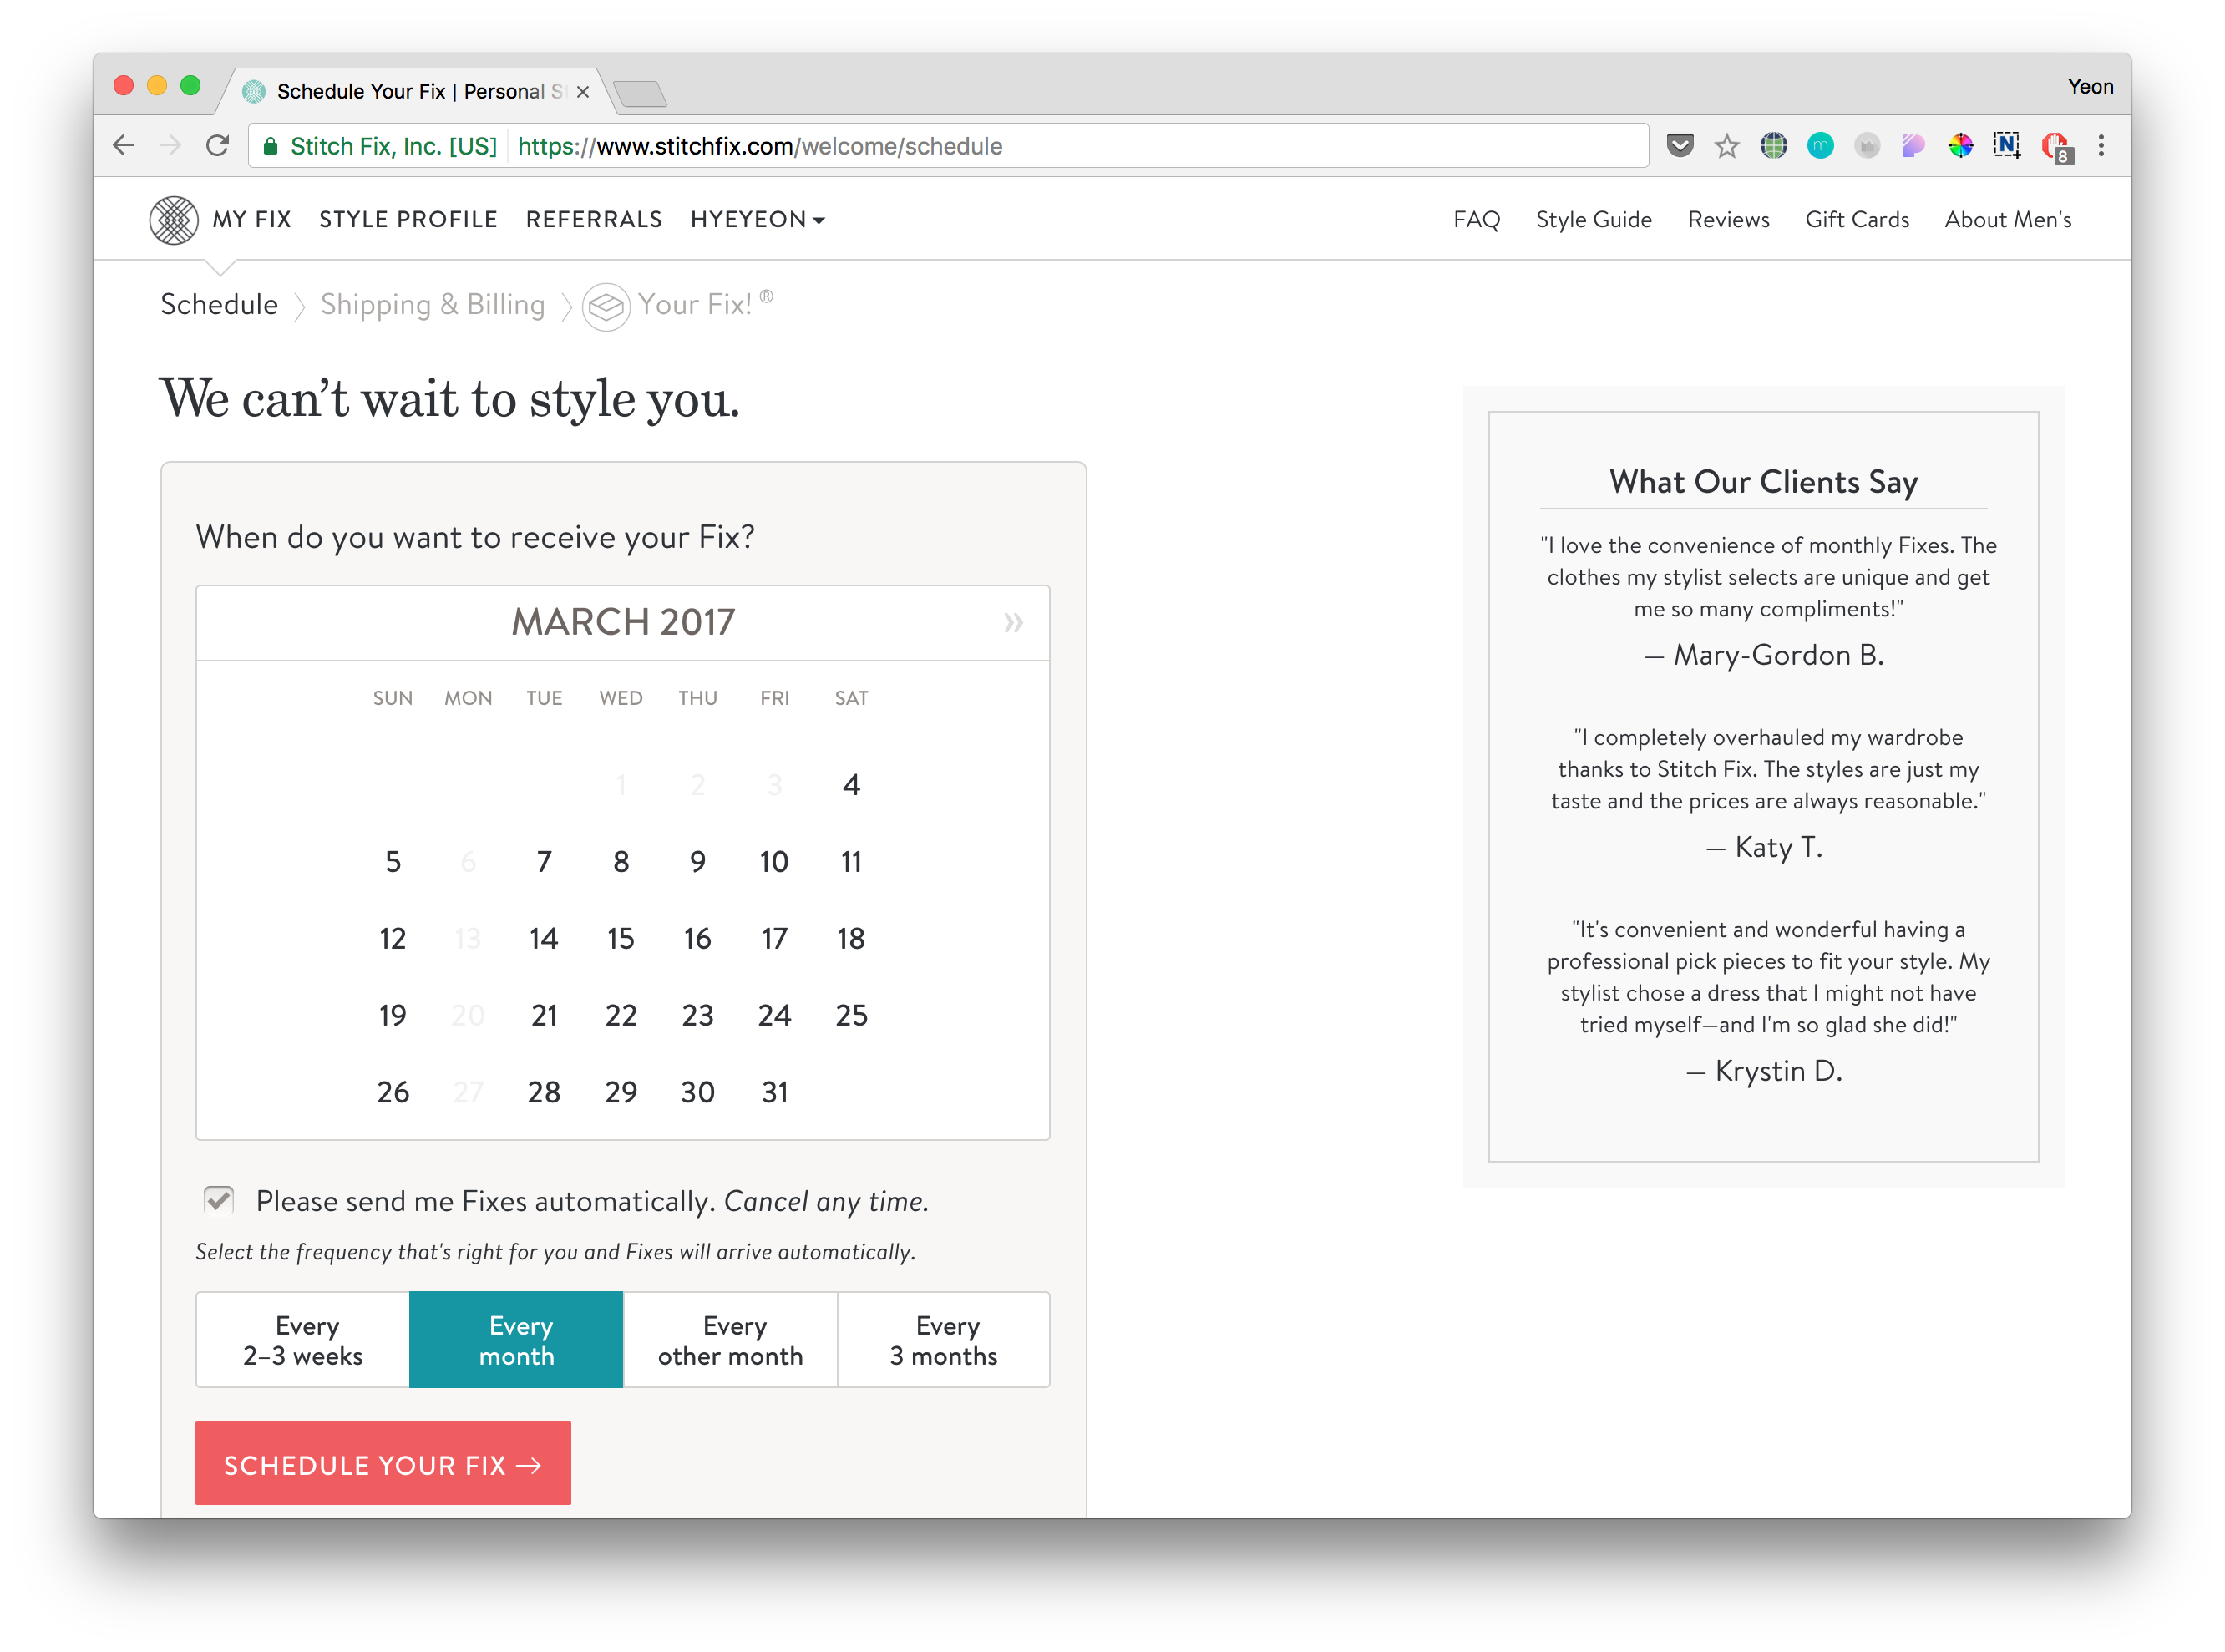 Schedule Your Fix | Personal S
Yeon
Stitch Fix, Inc. [US] https://www.stitchfix.com/welcome/schedule
8
MY FIX STYLE PROFILE REFERRALS HYEYEON
FAQ Style Guide Reviews Gift Cards About Men's
Schedule Shipping & Billing Your Fix! ®
We can’t wait to style you.
When do you want to receive your Fix?
MARCH 2017 »
SUN MON TUE WED THU FRI SAT
1 2 3 4
5 6 7 8 9 10 11
12 13 14 15 16 17 18
19 20 21 22 23 24 25
26 27 28 29 30 31
Please send me Fixes automatically. Cancel any time.
Select the frequency that's right for you and Fixes will arrive automatically.
Every
2–3 weeks
Every
month
Every
other month
Every
3 months
SCHEDULE YOUR FIX →
What Our Clients Say
"I love the convenience of monthly Fixes. The
clothes my stylist selects are unique and get
me so many compliments!"
— Mary-Gordon B.
"I completely overhauled my wardrobe
thanks to Stitch Fix. The styles are just my
taste and the prices are always reasonable."
— Katy T.
"It's convenient and wonderful having a
professional pick pieces to fit your style. My
stylist chose a dress that I might not have
tried myself—and I'm so glad she did!"
— Krystin D.